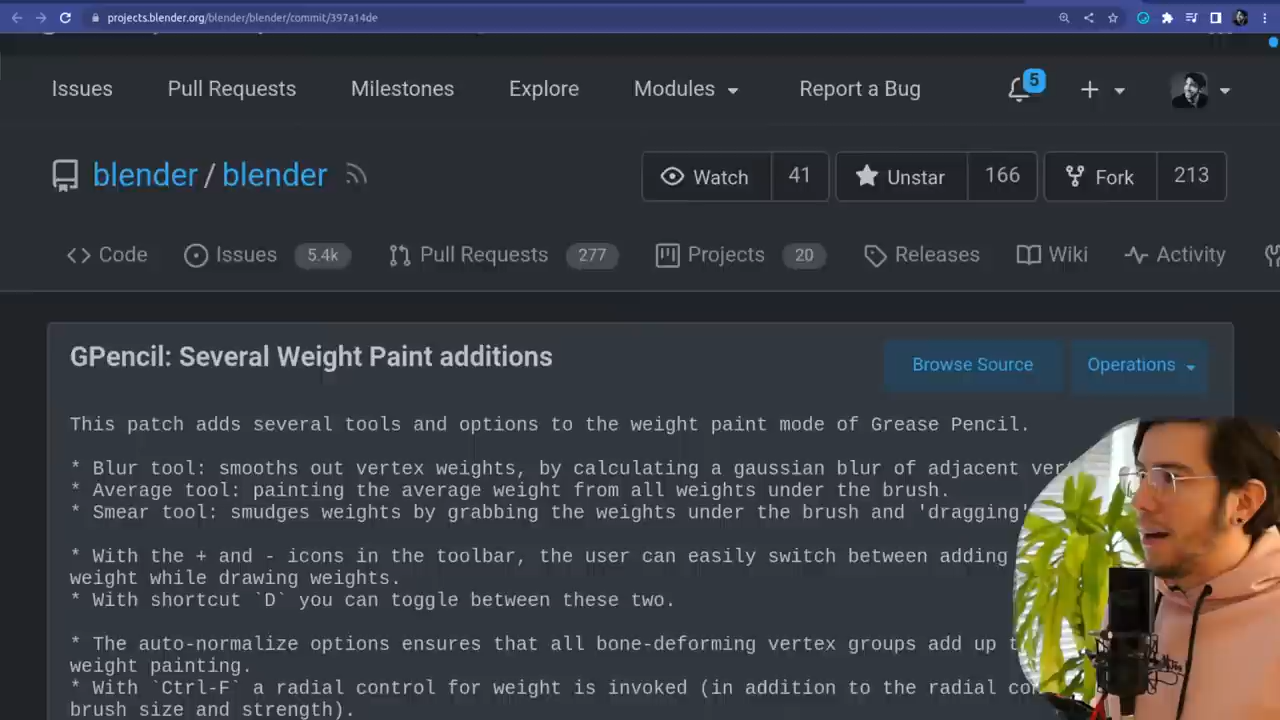 projects.blender.org/blender/blender/commit/397a14de
Issues Pull Requests Milestones Explore Modules Report a Bug 5
blender / blender Watch 41 Unstar 166 Fork 213
Code Issues 5.4k Pull Requests 277 Projects 20 Releases Wiki Activity
GPencil: Several Weight Paint additions Browse Source Operations
This patch adds several tools and options to the weight paint mode of Grease Pencil.
* Blur tool: smooths out vertex weights, by calculating a gaussian blur of adjacent
* Average tool: painting the average weight from all weights under the brush.
* Smear tool: smudges weights by grabbing the weights under the brush and 'dragging'
* With the + and - icons in the toolbar, the user can easily switch between adding
weight while drawing weights.
* With shortcut `D` you can toggle between these two.
* The auto-normalize options ensures that all bone-deforming vertex groups add up
weight painting.
* With `Ctrl-F` a radial control for weight is invoked (in addition to the radial
brush size and strength).